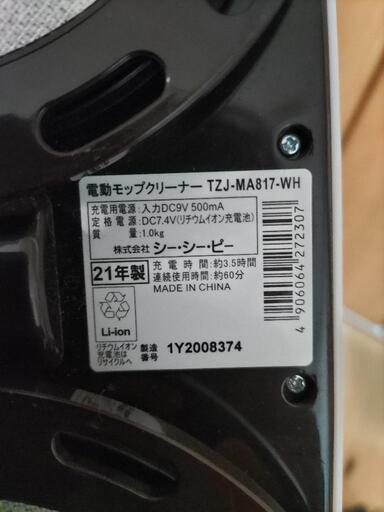 電動モップクリーナー TZJ-MA817-WH
充電用電源：入力DC9V 500mA
定格電源：DC7.4V(リチウムイオン充電池)
質量：1.0kg
株式会社 シー・シー・ピー
21年製
充電時間：約3.5時間
連続使用時間：約60分
MADE IN CHINA
Li-ion
リチウムイオン
充電池は
リサイクルへ
製造
番号
1Y2008374
4 906064 272307